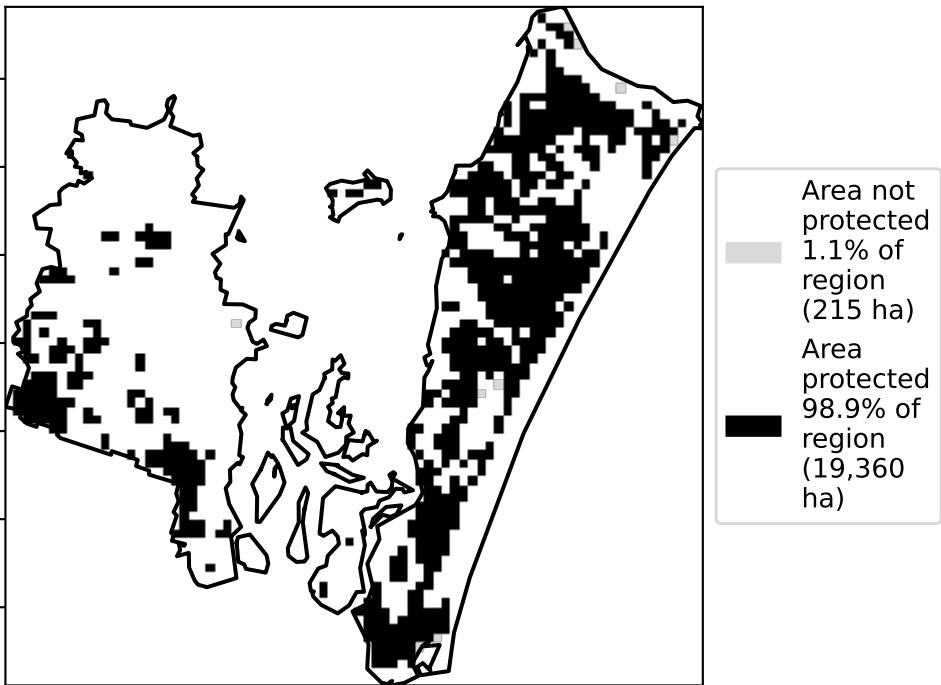 Area not
protected
1.1% of
region
(215 ha)
Area
protected
98.9% of
region
(19,360
ha)